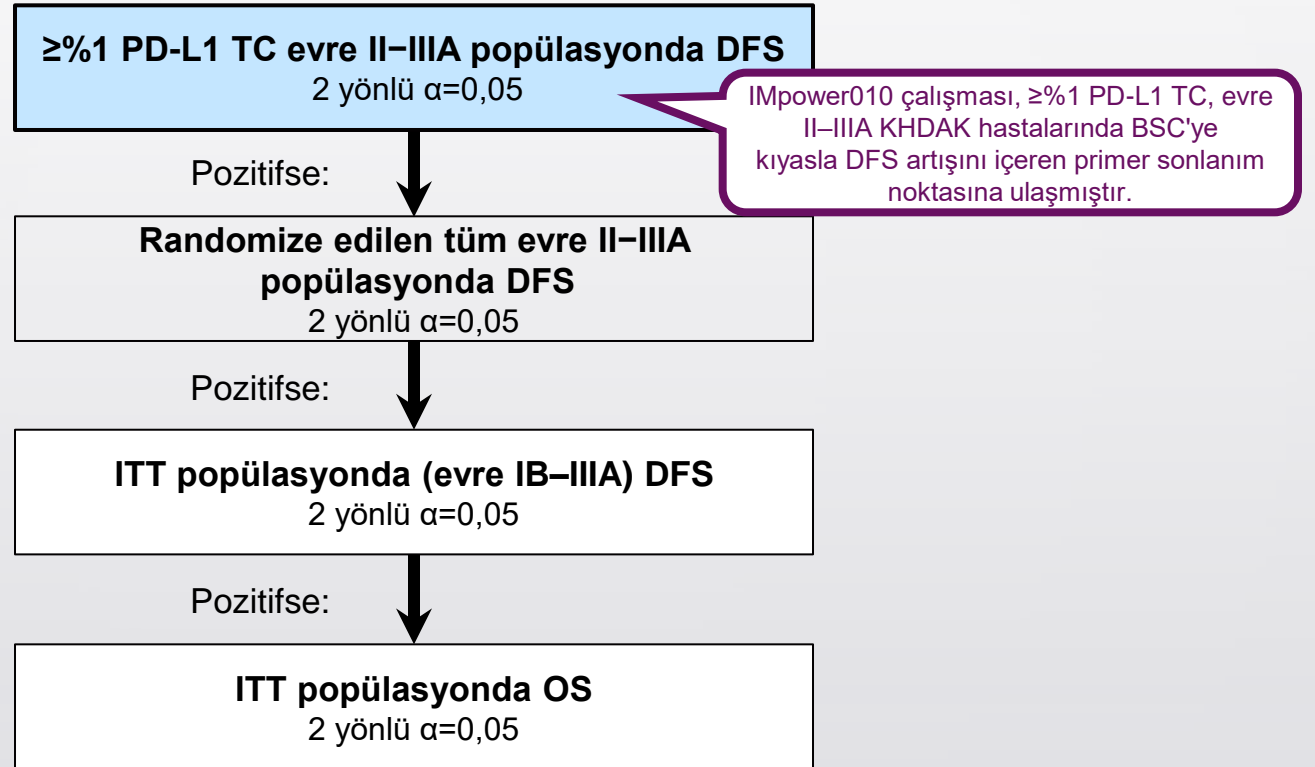 ≥%1 PD-L1 TC evre II−IIIA popülasyonda DFS
2 yönlü α=0,05
IMpower010 çalışması, ≥%1 PD-L1 TC, evre
II–IIIA KHDAK hastalarında BSC'ye
kıyasla DFS artışını içeren primer sonlanım
noktasına ulaşmıştır.
Pozitifse:
Randomize edilen tüm evre II−IIIA
popülasyonda DFS
2 yönlü α=0,05
Pozitifse:
ITT popülasyonda (evre IB–IIIA) DFS
2 yönlü α=0,05
Pozitifse:
ITT popülasyonda OS
2 yönlü α=0,05